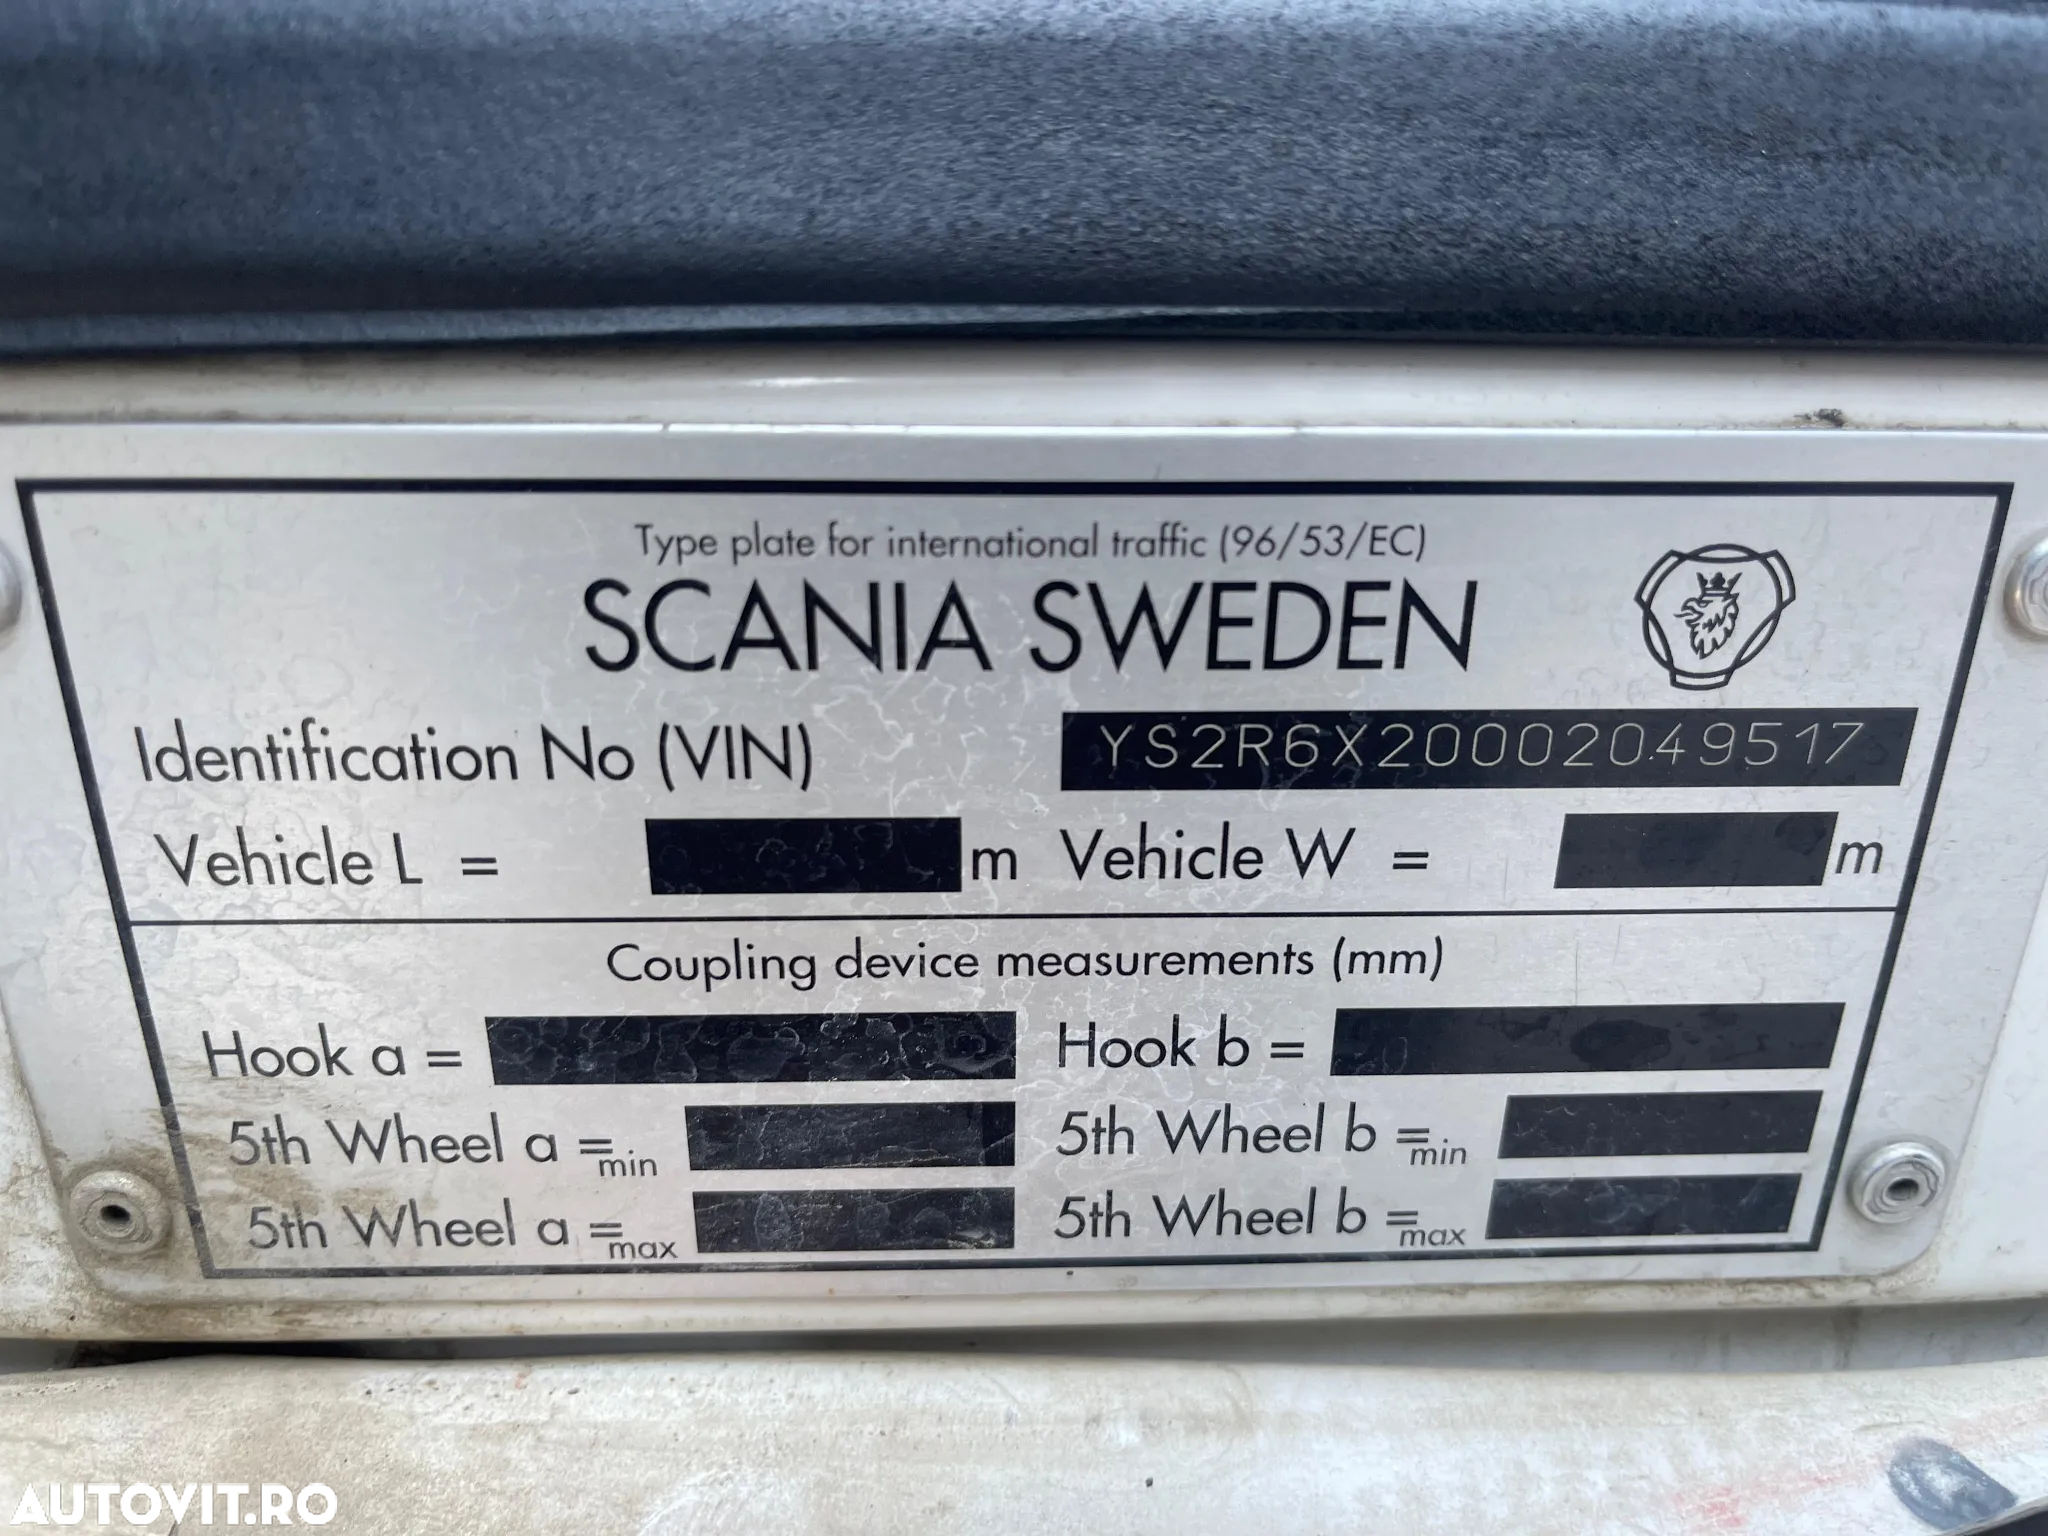 Type plate for international traffic (96/53/EC)
SCANIA SWEDEN
Identification No (VIN) YS2R6X20002049517
Vehicle L = m Vehicle W = m
Coupling device measurements (mm)
Hook a = Hook b =
5th Wheel a =min 5th Wheel b =min
5th Wheel a =max 5th Wheel b =max
AUTOVIT.RO